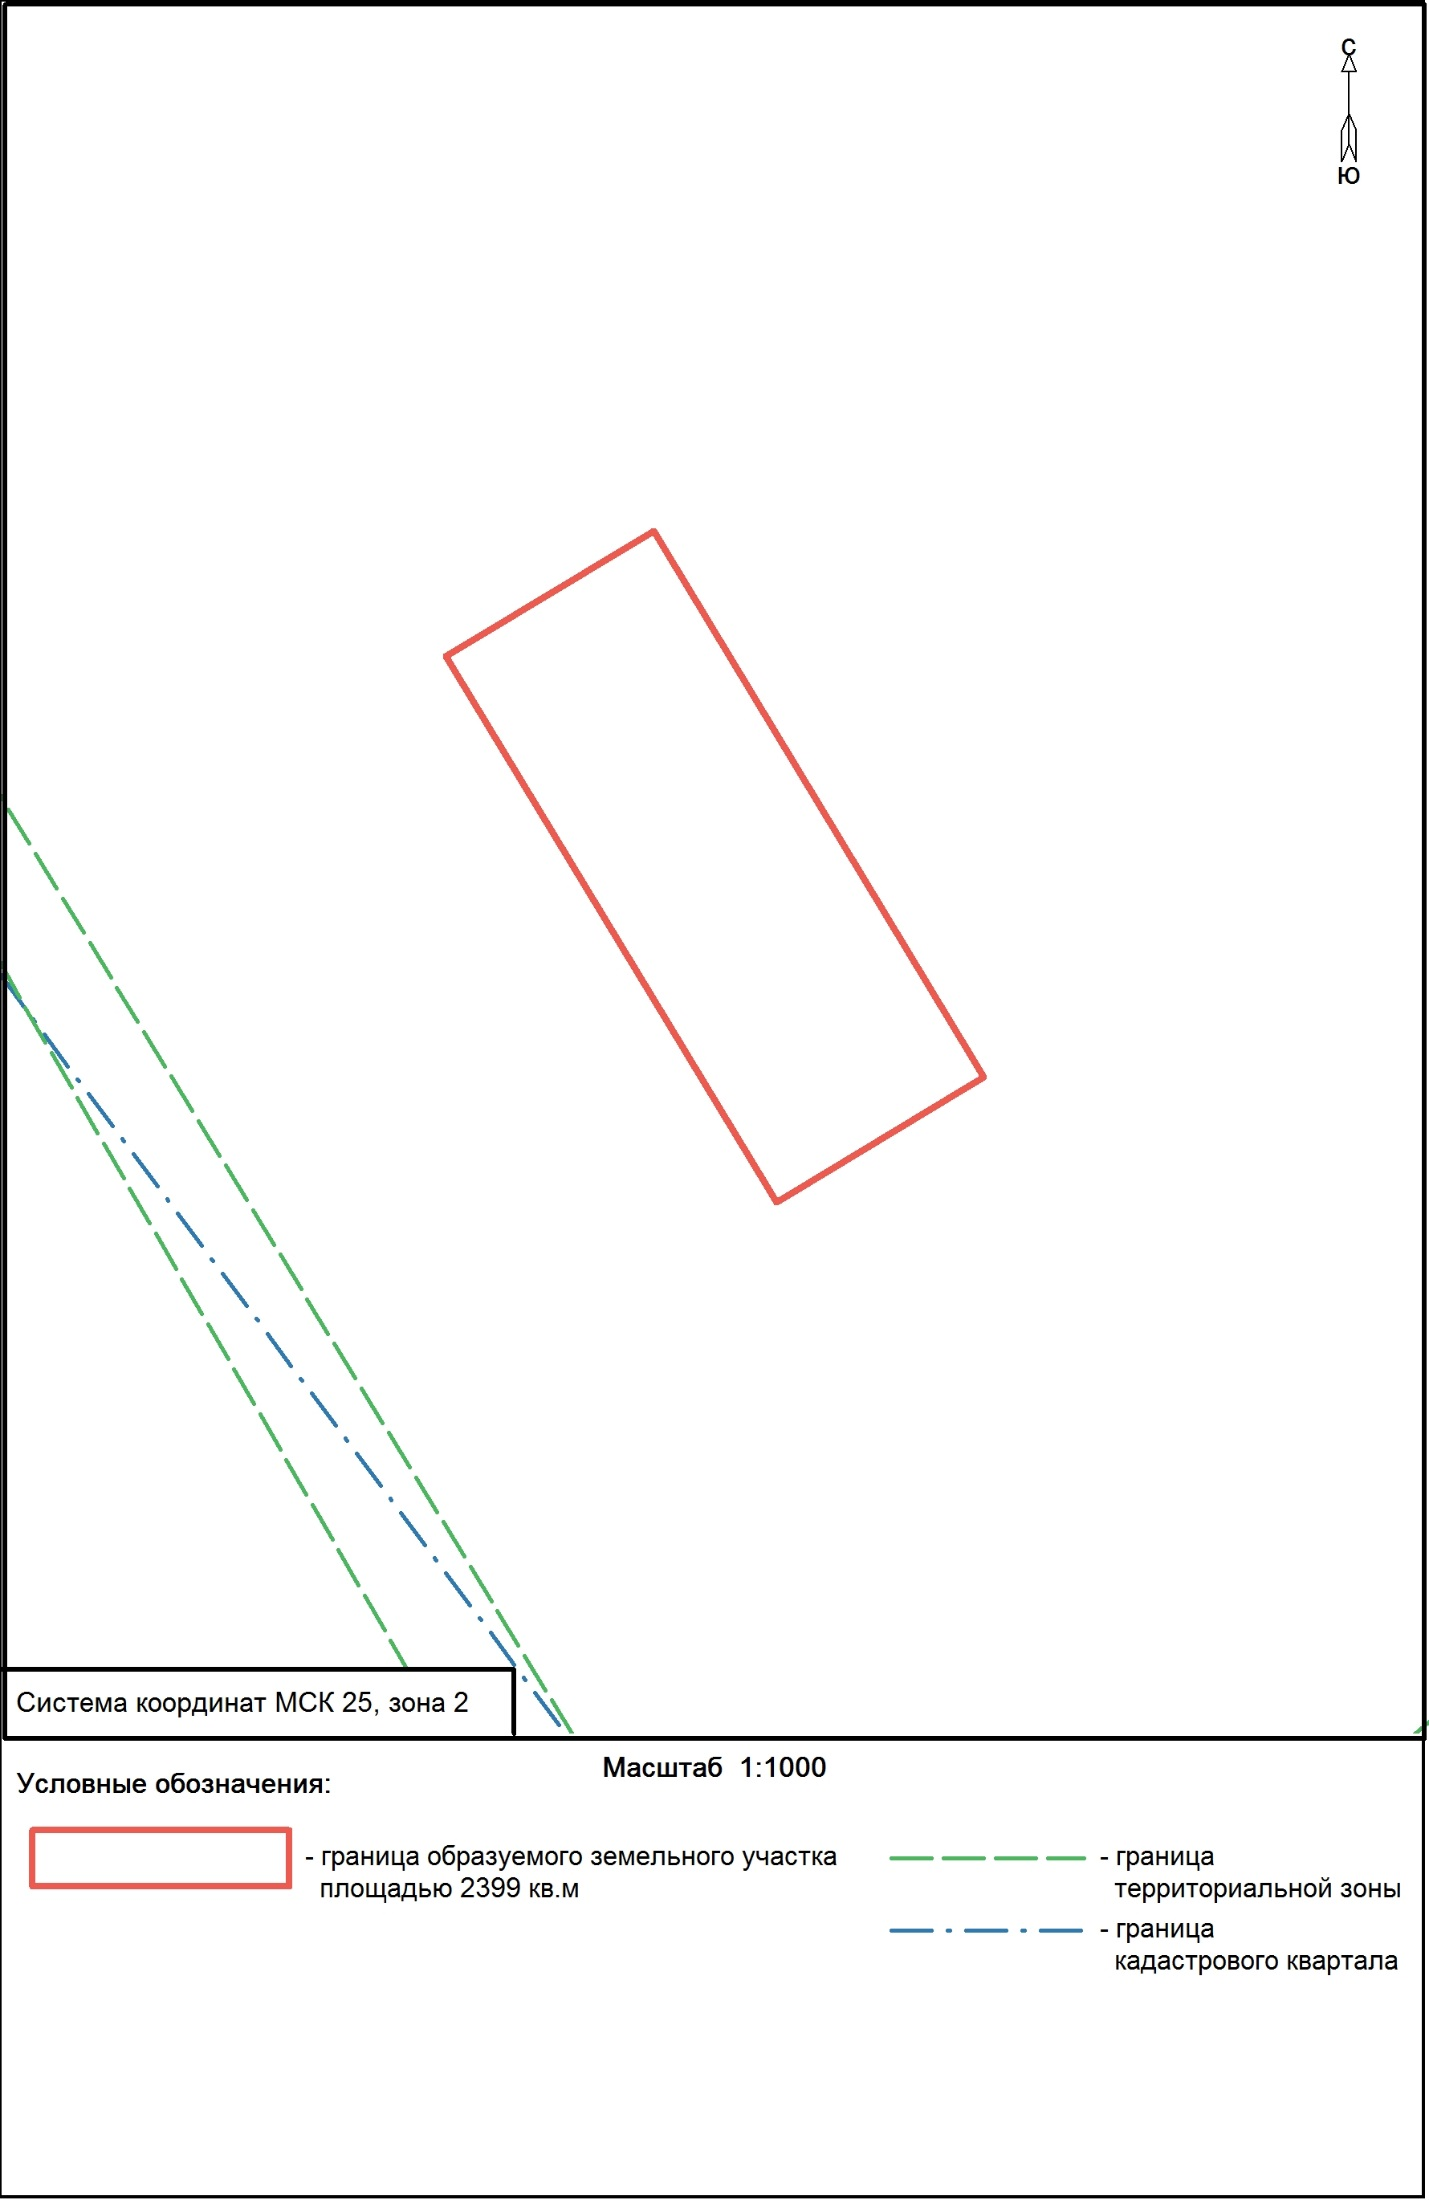 С
Ю
Система координат МСК 25, зона 2
Масштаб 1:1000
Условные обозначения:
- граница образуемого земельного участка
площадью 2399 кв.м
- граница
территориальной зоны
- граница
кадастрового квартала